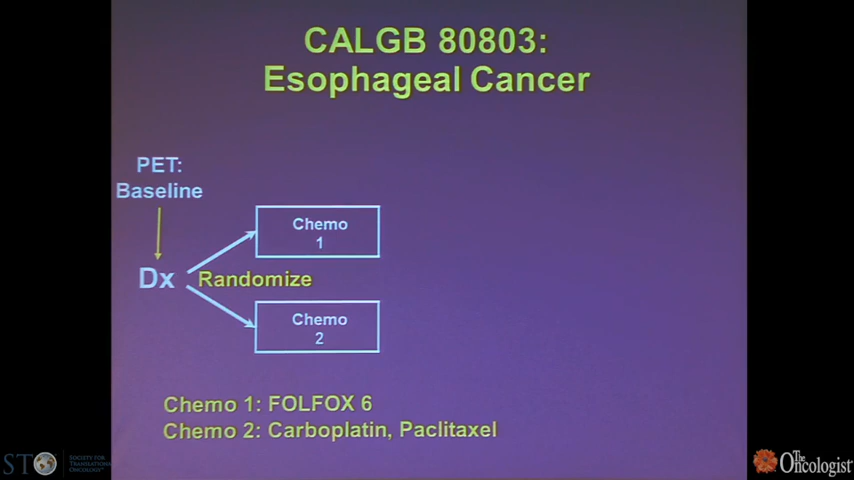 CALGB 80803:
Esophageal Cancer
PET:
Baseline
Dx
Randomize
Chemo
1
Chemo
2
Chemo 1: FOLFOX 6
Chemo 2: Carboplatin, Paclitaxel
STO
SOCIETY FOR
TRANSLATIONAL
ONCOLOGY
The
Oncologist